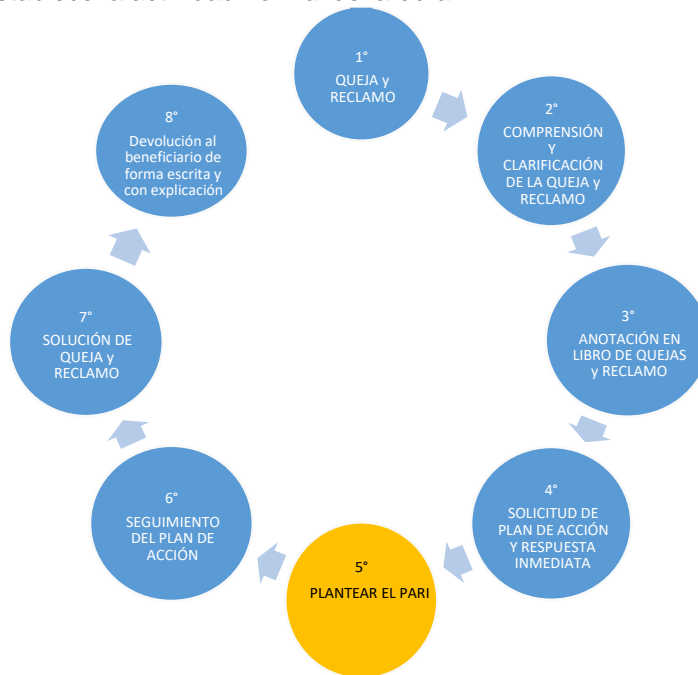 1°
QUEJA y
RECLAMO
2°
COMPRENSIÓN
Y
CLARIFICACIÓN
DE LA QUEJA y
RECLAMO
3°
ANOTACIÓN EN
LIBRO DE QUEJAS
y RECLAMO
4°
SOLICITUD DE
PLAN DE ACCIÓN
Y RESPUESTA
INMEDIATA
5°
PLANTEAR EL PARI
6°
SEGUIMIENTO
DEL PLAN DE
ACCIÓN
7°
SOLUCIÓN DE
QUEJA y
RECLAMO
8°
Devolución al
beneficiario de
forma escrita y
con explicación